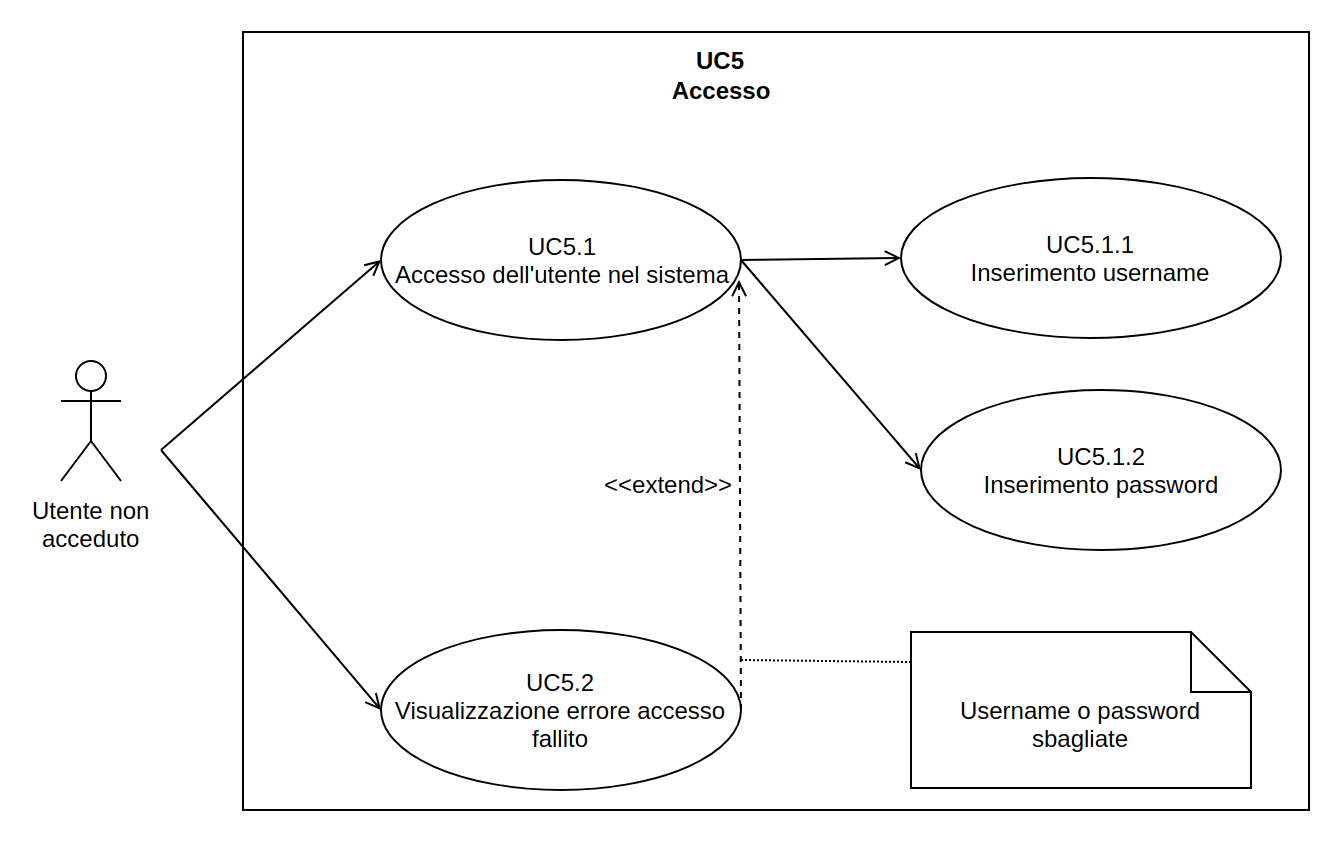 UC5
Accesso
UC5.1
Accesso dell'utente nel sistema
UC5.1.1
Inserimento username
UC5.1.2
Inserimento password
<<extend>>
Utente non
acceduto
UC5.2
Visualizzazione errore accesso
fallito
Username o password
sbagliate